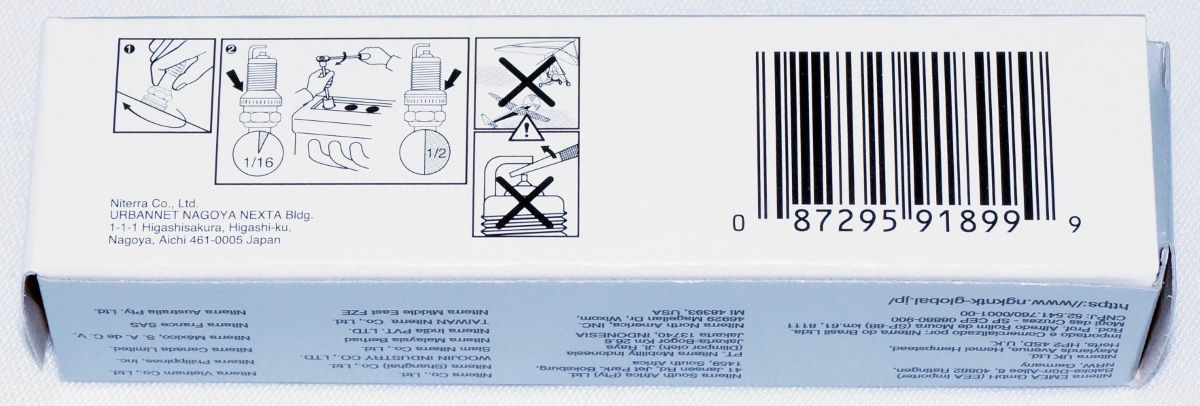 1
2
1/16
1/2
Niterra Co., Ltd.
URBANNET NAGOYA NEXTA Bldg.
1-1-1 Higashisakura, Higashi-ku,
Nagoya, Aichi 461-0005 Japan
0 87295 91899 9
Niterra EMEA GmbH (EEA Importer)
Balcke-Dürr-Allee 6, 40882 Ratingen,
NRW, Germany
Niterra UK Ltd.
Maylands Avenue, Hemel Hempstead,
Herts, HP2 4SD U.K.
Importado e Comercializado por: Niterra do Brasil Ltda.
Rod. Prof. Alfredo Rolim de Moura (SP-88) km.61, 8111
Mogi das Cruzes - SP CEP
CNPJ: 52.541.780/0001-00
https://www.ngkntk-global.jp/
Niterra South Africa (Pty) Ltd.
41 Jansen Rd, Jet Park, Boksburg,
1459, South Africa
PT. Niterra Mobility Indonesia
(Diimpor oleh) Jl. Raya
Jakarta-Bogor Km 26.6
Jakarta - 13740, INDONESIA
Niterra North America, INC.
46929 Magellan Dr. Wixom,
MI 48393, USA
Niterra Co., Ltd.
Niterra (Shanghai) Co., Ltd.
WOOJIN INDUSTRY CO., LTD.
Siam Niterra Co., Ltd.
Niterra Malaysia Berhad
Niterra India PVT. LTD.
TAIWAN Niterra Co., Ltd.
Niterra Middle East FZE
Niterra Vietnam Co., Ltd.
Niterra Philippines Inc.
Niterra Canada Limited
Niterra México, S. A. de C. V.
Niterra France SAS
Niterra Australia Pty. Ltd.